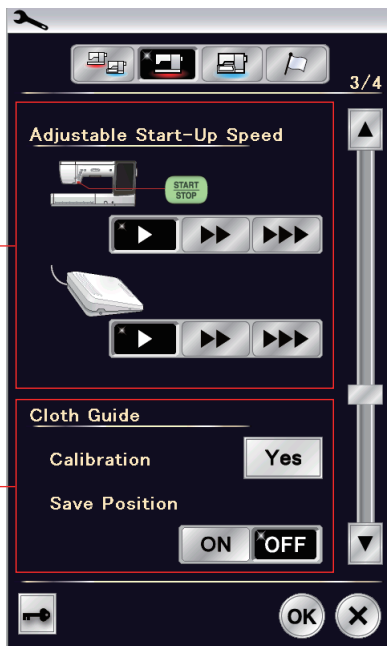 3/4
Adjustable Start-Up Speed
START
STOP
Cloth Guide
Calibration
Yes
Save Position
ON
OFF
OK